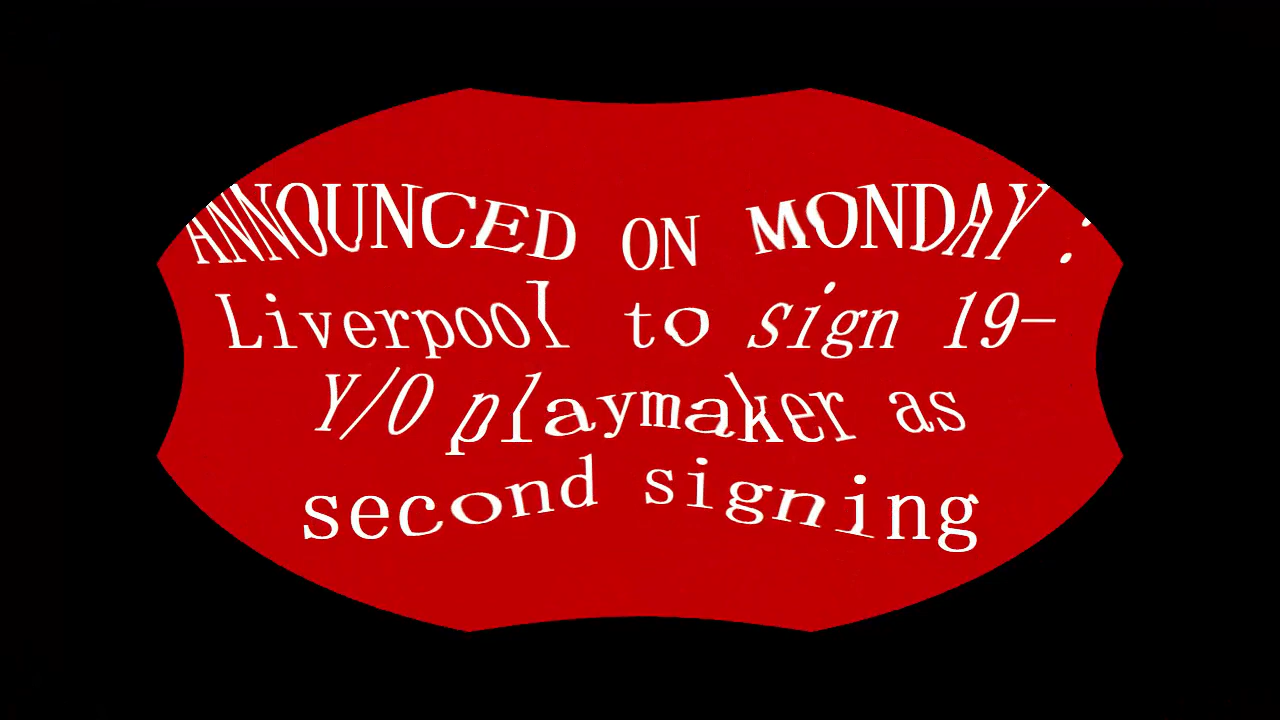 ANNOUNCED ON MONDAY :
Liverpool to sign 19-
Y/O playmaker as
second signing